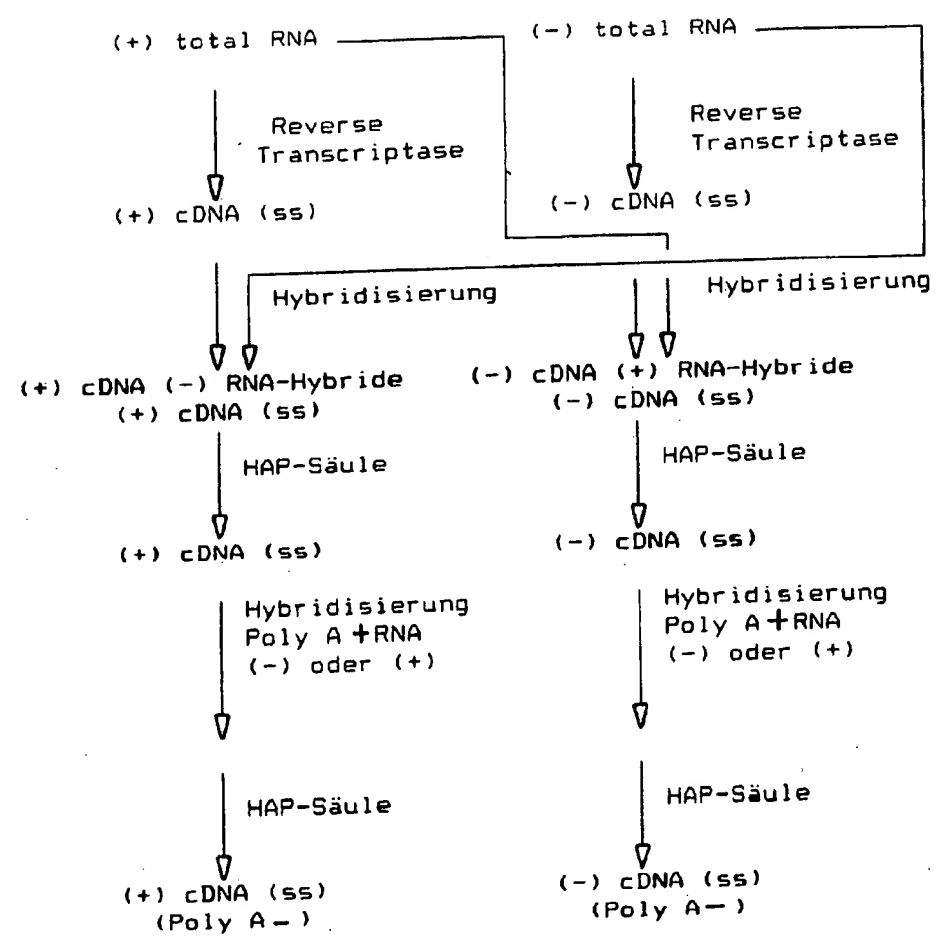 (+) total RNA
(-) total RNA
Reverse
Transcriptase
Reverse
Transcriptase
(+) cDNA (ss)
(-) cDNA (ss)
Hybridisierung
Hybridisierung
(+) cDNA (-) RNA-Hybride
(+) cDNA (ss)
(-) cDNA (+) RNA-Hybride
(-) cDNA (ss)
HAP-Säule
HAP-Säule
(+) cDNA (ss)
(-) cDNA (ss)
Hybridisierung
Poly A+RNA
(-) oder (+)
Hybridisierung
Poly A+RNA
(-) oder (+)
HAP-Säule
HAP-Säule
(+) cDNA (ss)
(Poly A-)
(-) cDNA (ss)
(Poly A-)